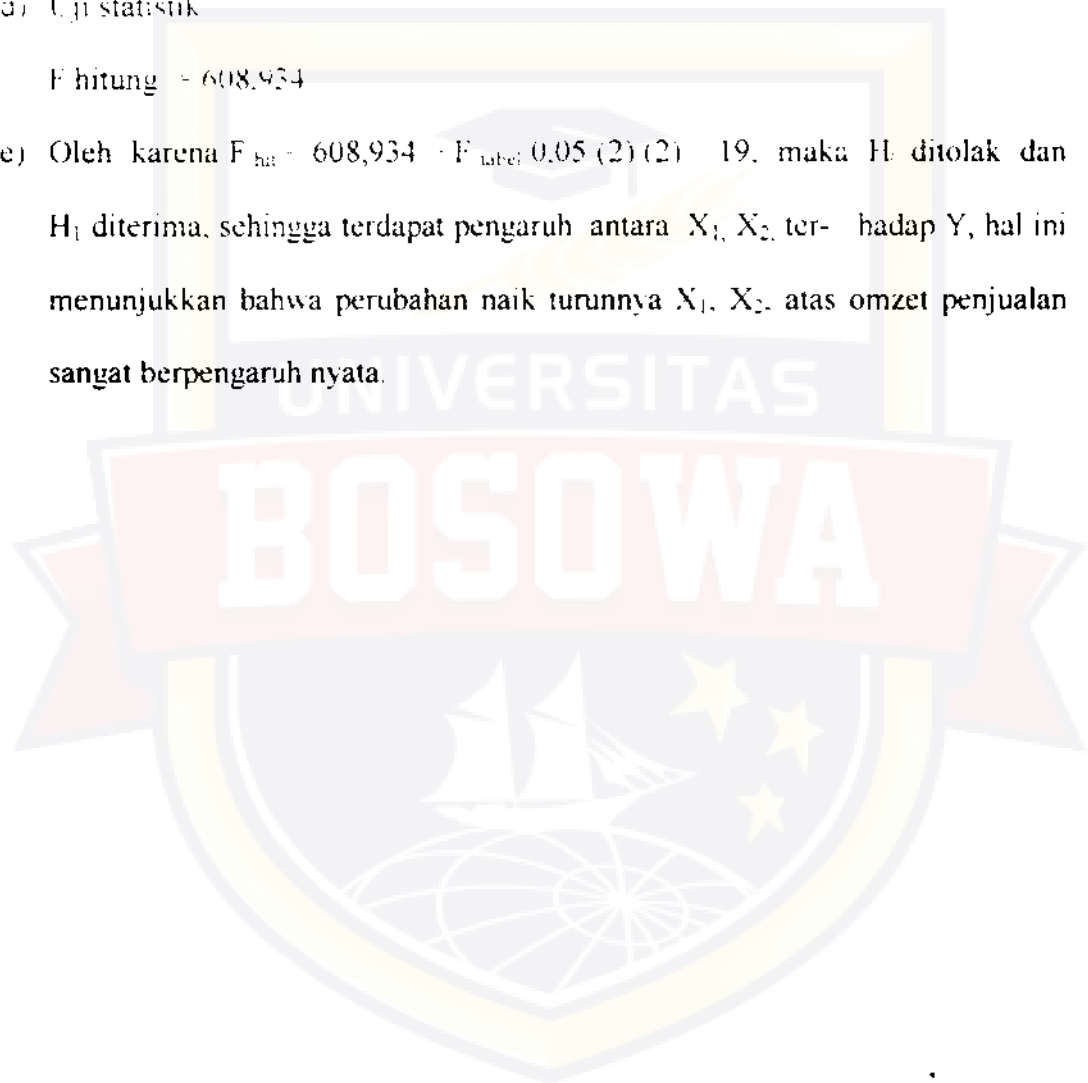 d) Uji statistik
F hitung = 608,934
e) Oleh karena F hit = 608,934 > F tabel 0,05 (2) (2) 19, maka H ditolak dan
H₁ diterima, sehingga terdapat pengaruh antara X₁, X₂, ter- hadap Y, hal ini
menunjukkan bahwa perubahan naik turunnya X₁, X₂, atas omzet penjualan
sangat berpengaruh nyata.
UNIVERSITAS
BOSOWA